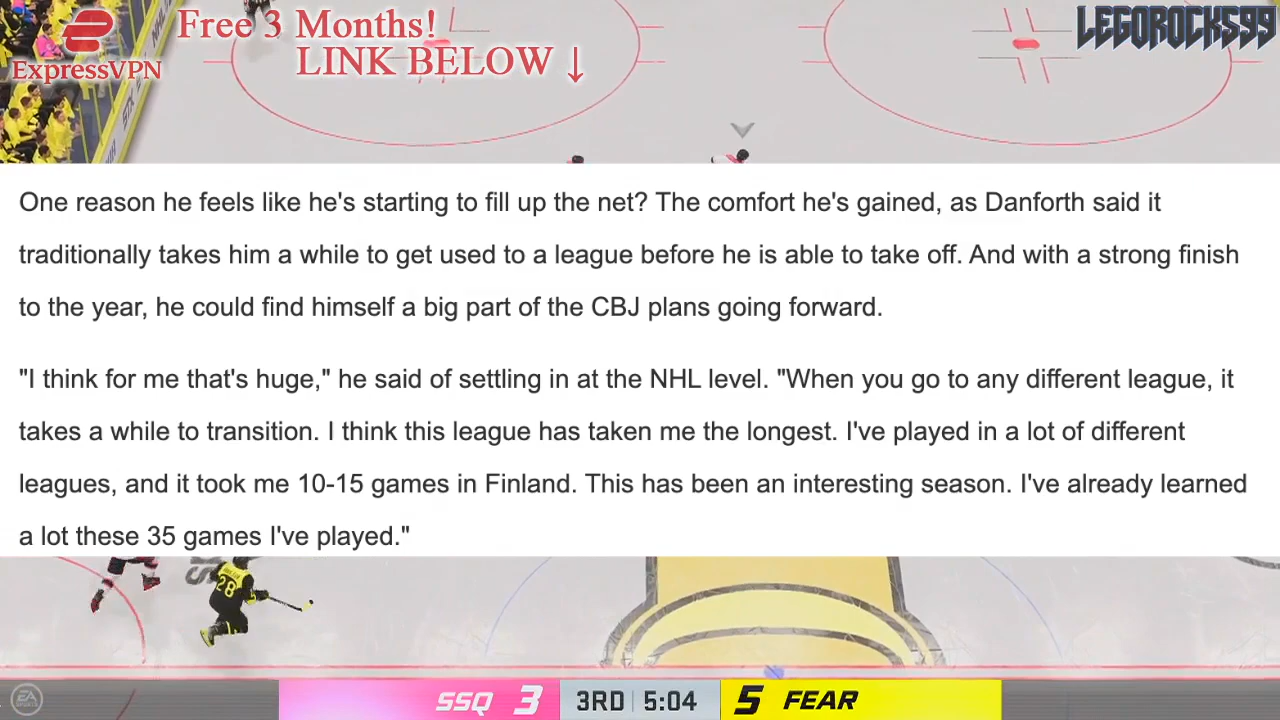 Free 3 Months!
LINK BELOW ↓
ExpressVPN
LEGOROCKS99
One reason he feels like he's starting to fill up the net? The comfort he's gained, as Danforth said it
traditionally takes him a while to get used to a league before he is able to take off. And with a strong finish
to the year, he could find himself a big part of the CBJ plans going forward.
"I think for me that's huge," he said of settling in at the NHL level. "When you go to any different league, it
takes a while to transition. I think this league has taken me the longest. I've played in a lot of different
leagues, and it took me 10-15 games in Finland. This has been an interesting season. I've already learned
a lot these 35 games I've played."
28
EA
SPORTS
SSQ 3 3RD 5:04 5 FEAR